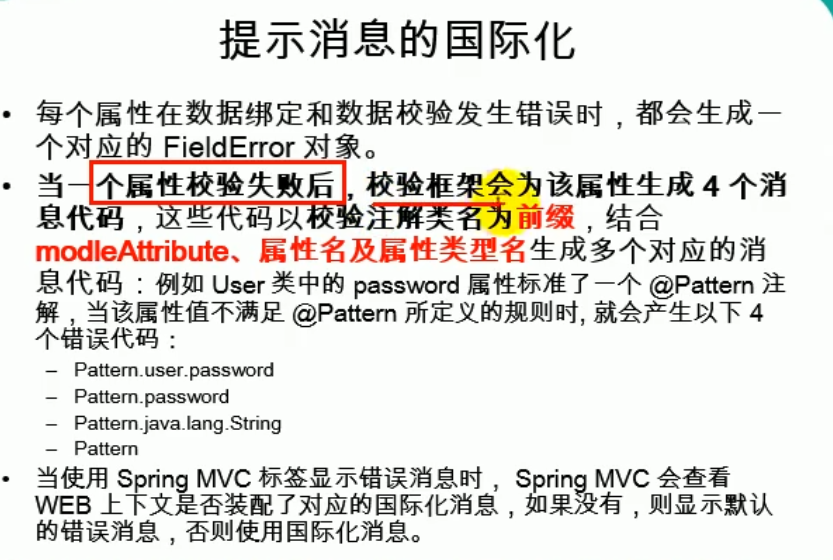 提示消息的国际化
• 每个属性在数据绑定和数据校验发生错误时，都会生成一
个对应的 FieldError 对象。
• 当一个属性校验失败后，校验框架会为该属性生成 4 个消
息代码，这些代码以校验注解类名为前缀，结合
modleAttribute、属性名及属性类型名生成多个对应的消
息代码：例如 User 类中的 password 属性标准了一个 @Pattern 注
解，当该属性值不满足 @Pattern 所定义的规则时, 就会产生以下 4
个错误代码：
– Pattern.user.password
– Pattern.password
– Pattern.java.lang.String
– Pattern
• 当使用 Spring MVC 标签显示错误消息时， Spring MVC 会查看
WEB 上下文是否装配了对应的国际化消息，如果没有，则显示默认
的错误消息，否则使用国际化消息。